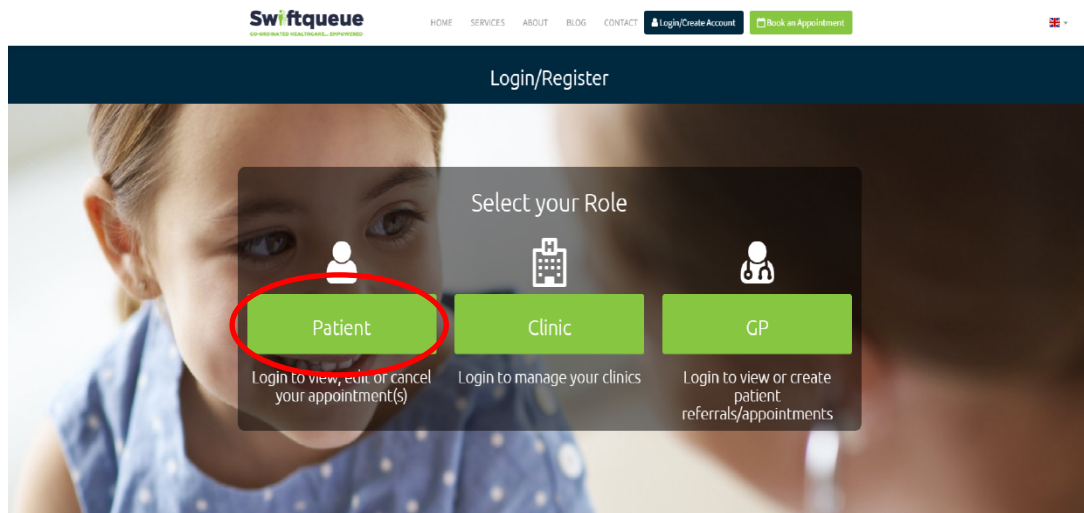 Swiftqueue
CO-ORDINATED HEALTHCARE... EMPOWERED
HOME SERVICES ABOUT BLOG CONTACT Login/Create Account Book an Appointment
Login/Register
Select your Role
H
Patient Clinic GP
Login to view, edit or cancel
your appointment(s)
Login to manage your clinics
Login to view or create
patient
referrals/appointments